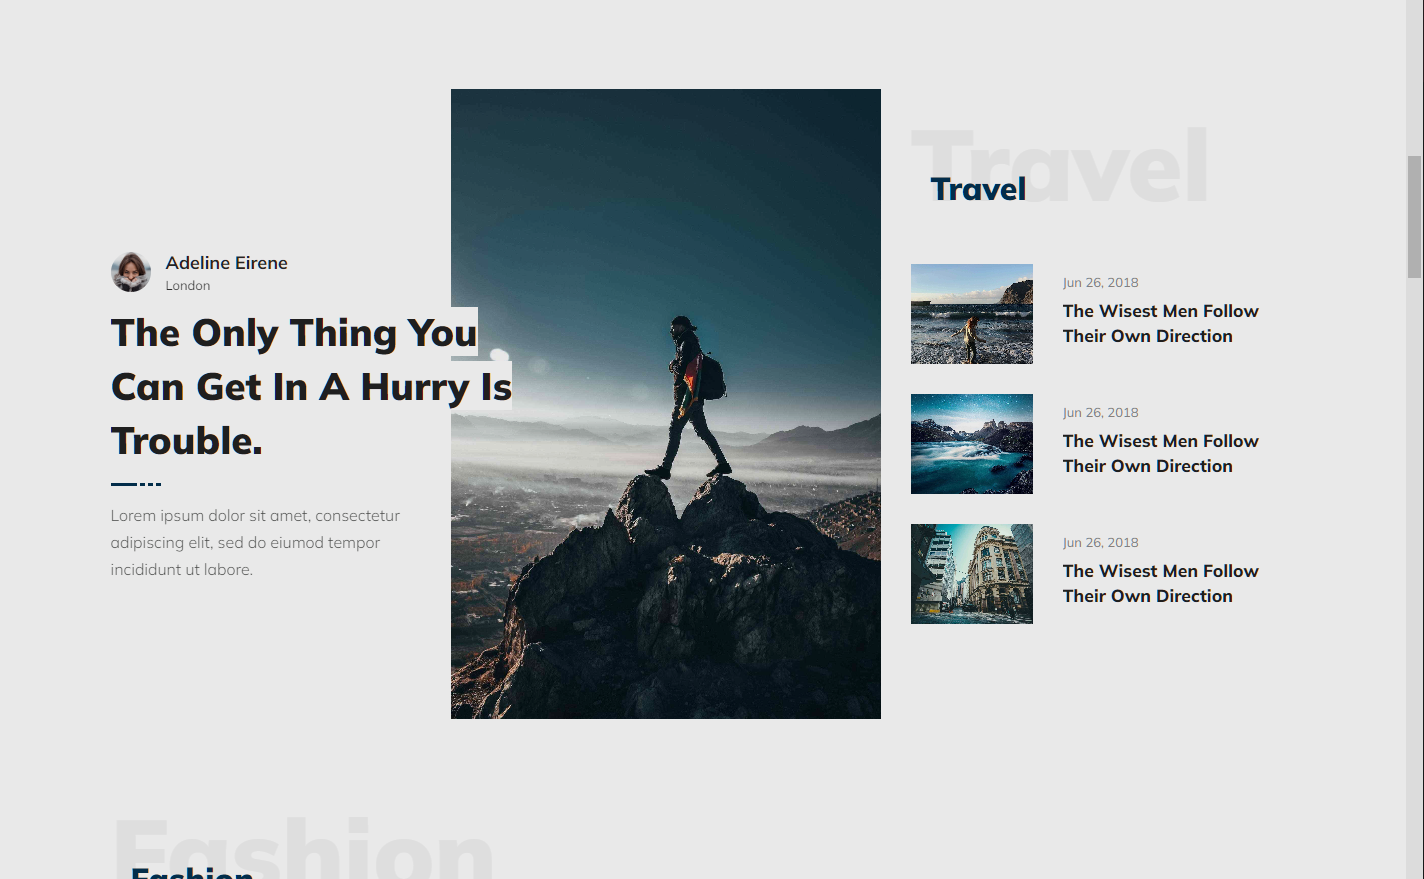 Travel
Travel
Adeline Eirene
London
The Only Thing You
Can Get In A Hurry Is
Trouble.
Lorem ipsum dolor sit amet, consectetur
adipiscing elit, sed do eiumod tempor
incididunt ut labore.
Jun 26, 2018
The Wisest Men Follow
Their Own Direction
Jun 26, 2018
The Wisest Men Follow
Their Own Direction
Jun 26, 2018
The Wisest Men Follow
Their Own Direction
Fashion
Fashion